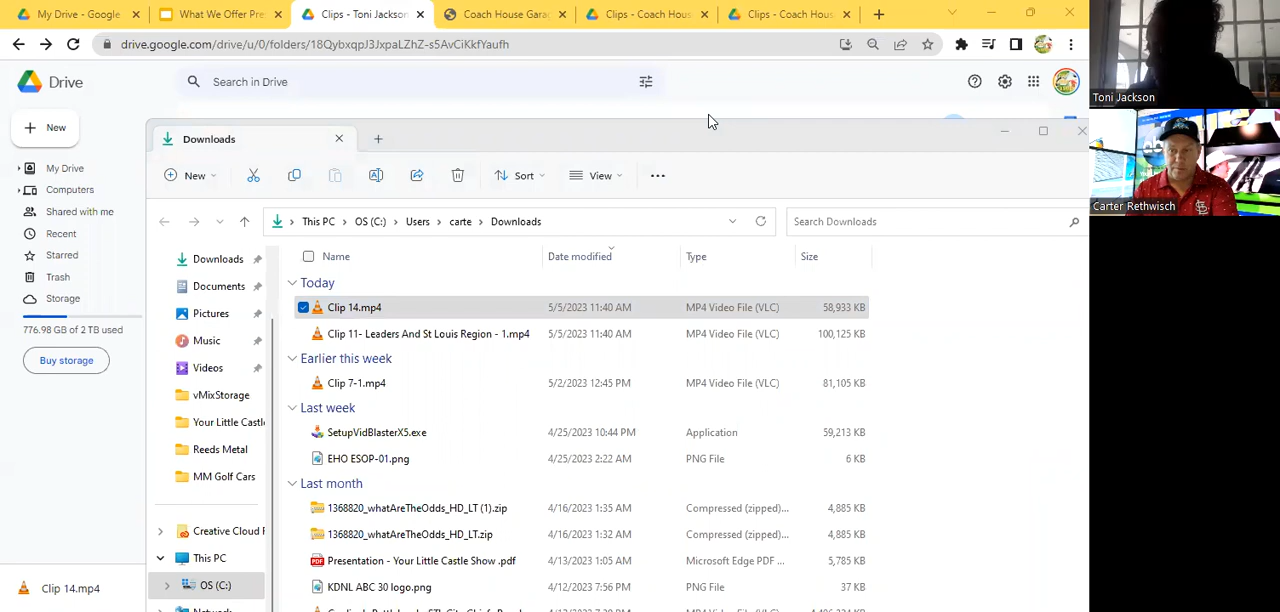 My Drive - Google
What We Offer Pre
Clips - Toni Jackson
Coach House Garag
Clips - Coach Hous
Clips - Coach Hous
drive.google.com/drive/u/0/folders/18QybxqpJ3JxpaLZhZ-s5AvCiKkfYaufh
Drive
Search in Drive
New
My Drive
Computers
Shared with me
Recent
Starred
Trash
Storage
776.98 GB of 2 TB used
Buy storage
Clip 14.mp4
Downloads
New
Sort
View
This PC
OS (C:)
Users
carte
Downloads
Search Downloads
Downloads
Documents
Pictures
Music
Videos
vMixStorage
Your Little Castl
Reeds Metal
MM Golf Cars
Creative Cloud F
This PC
OS (C:)
Network
Name Date modified Type Size
Today
Clip 14.mp4 5/5/2023 11:40 AM MP4 Video File (VLC) 58,933 KB
Clip 11- Leaders And St Louis Region - 1.mp4 5/5/2023 11:40 AM MP4 Video File (VLC) 100,125 KB
Earlier this week
Clip 7-1.mp4 5/2/2023 12:45 PM MP4 Video File (VLC) 81,105 KB
Last week
SetupVidBlasterX5.exe 4/25/2023 10:44 PM Application 59,213 KB
EHO ESOP-01.png 4/25/2023 2:22 AM PNG File 6 KB
Last month
1368820_whatAreTheOdds_HD_LT (1).zip 4/16/2023 1:35 AM Compressed (zipped)... 4,885 KB
1368820_whatAreTheOdds_HD_LT.zip 4/16/2023 1:32 AM Compressed (zipped)... 4,885 KB
Presentation - Your Little Castle Show .pdf 4/13/2023 11:05 AM Microsoft Edge PDF ... 5,785 KB
KDNL ABC 30 logo.png 4/12/2023 7:56 PM PNG File 37 KB
Toni Jackson
Carter Rethwisch